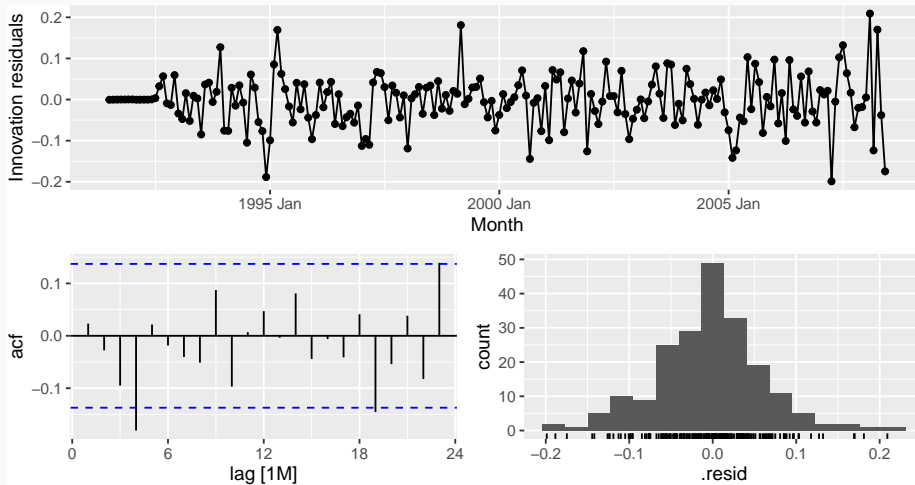 Innovation residuals
0.2
0.1
0.0
−0.1
−0.2
1995 Jan
2000 Jan
2005 Jan
Month
acf
0.1
0.0
−0.1
0
6
12
18
24
lag [1M]
count
50
40
30
20
10
0
−0.2
−0.1
0.0
0.1
0.2
.resid